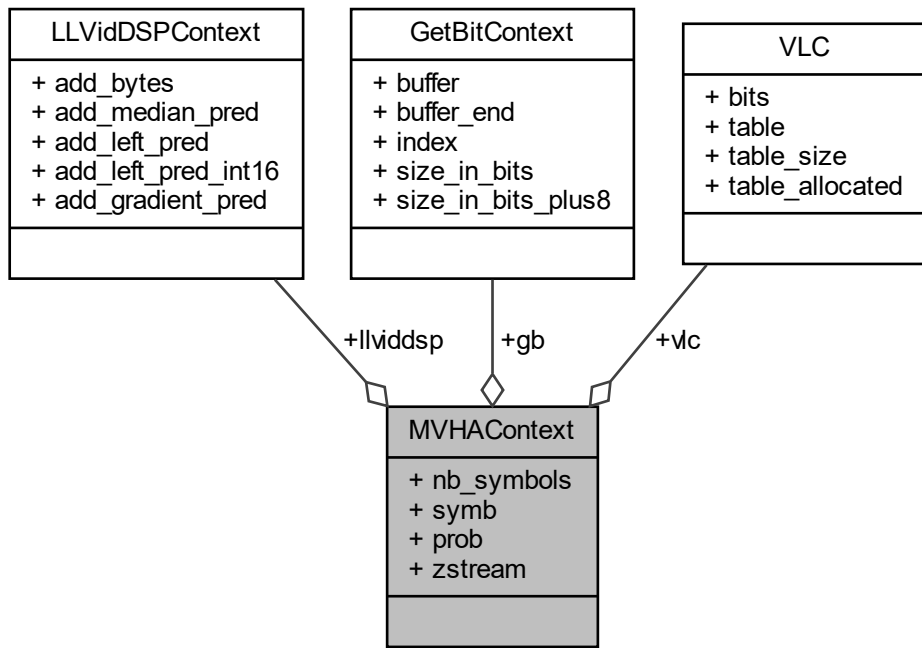 LLVidDSPContext
+ add_bytes
+ add_median_pred
+ add_left_pred
+ add_left_pred_int16
+ add_gradient_pred
GetBitContext
+ buffer
+ buffer_end
+ index
+ size_in_bits
+ size_in_bits_plus8
VLC
+ bits
+ table
+ table_size
+ table_allocated
+llviddsp
+gb
+vlc
MVHAContext
+ nb_symbols
+ symb
+ prob
+ zstream